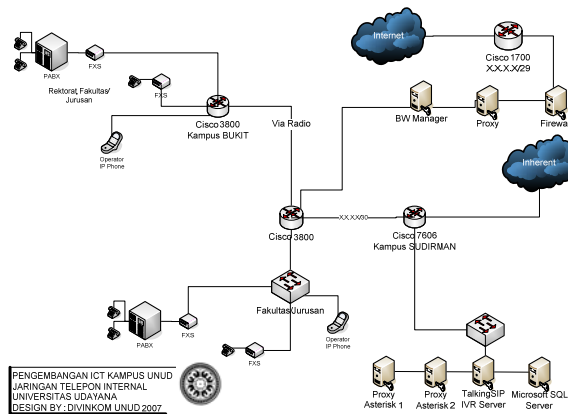 Internet
Cisco 1700
X.X.X.X/29
PABX
FXS
Rektorat, Fakultas/
Jurusan
FXS
Cisco 3800
Kampus BUKIT
Via Radio
BW Manager
Proxy
Firewa
Operator
IP Phone
Inherent
Cisco 3800
X.X.X.X/30
Cisco 7606
Kampus SUDIRMAN
Fakultas/Jurusan
PABX
FXS
Operator
IP Phone
FXS
Proxy
Asterisk 1
Proxy
Asterisk 2
TalkingSIP
IVR Server
Microsoft SQL
Server
PENGEMBANGAN ICT KAMPUS UNUD
JARINGAN TELEPON INTERNAL
UNIVERSITAS UDAYANA
DESIGN BY : DIVINKOM UNUD 2007